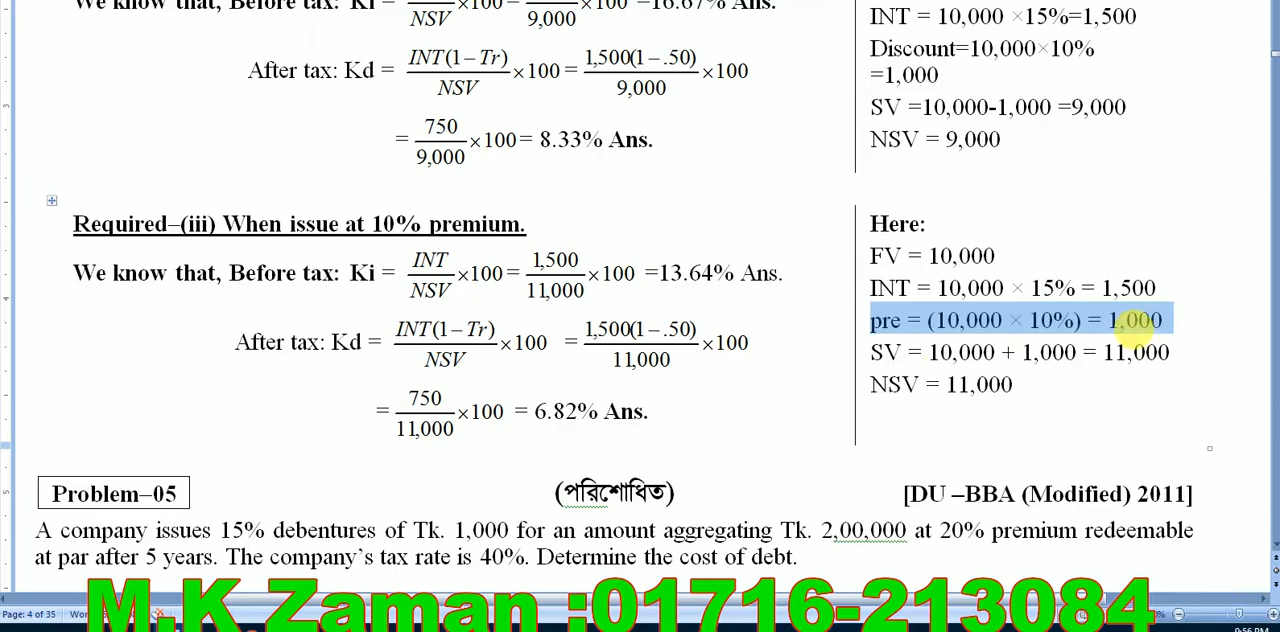 We know that, Before tax: Ki = ―×100 = ―×100 =16.67% Ans.
NSV 9,000
After tax: Kd = INT(1−Tr)/NSV ×100 = 1,500(1−.50)/9,000 ×100
= 750/9,000 ×100 = 8.33% Ans.
INT = 10,000 ×15%=1,500
Discount=10,000×10%
=1,000
SV =10,000-1,000 =9,000
NSV = 9,000
Required–(iii) When issue at 10% premium.
We know that, Before tax: Ki = INT/NSV ×100 = 1,500/11,000 ×100 =13.64% Ans.
After tax: Kd = INT(1−Tr)/NSV ×100 = 1,500(1−.50)/11,000 ×100
= 750/11,000 ×100 = 6.82% Ans.
Here:
FV = 10,000
INT = 10,000 × 15% = 1,500
pre = (10,000 × 10%) = 1,000
SV = 10,000 + 1,000 = 11,000
NSV = 11,000
Problem–05 (পরিশোধিত) [DU –BBA (Modified) 2011]
A company issues 15% debentures of Tk. 1,000 for an amount aggregating Tk. 2,00,000 at 20% premium redeemable
at par after 5 years. The company's tax rate is 40%. Determine the cost of debt.
M.K.Zaman :01716-213084
Page: 4 of 35
9:56 PM